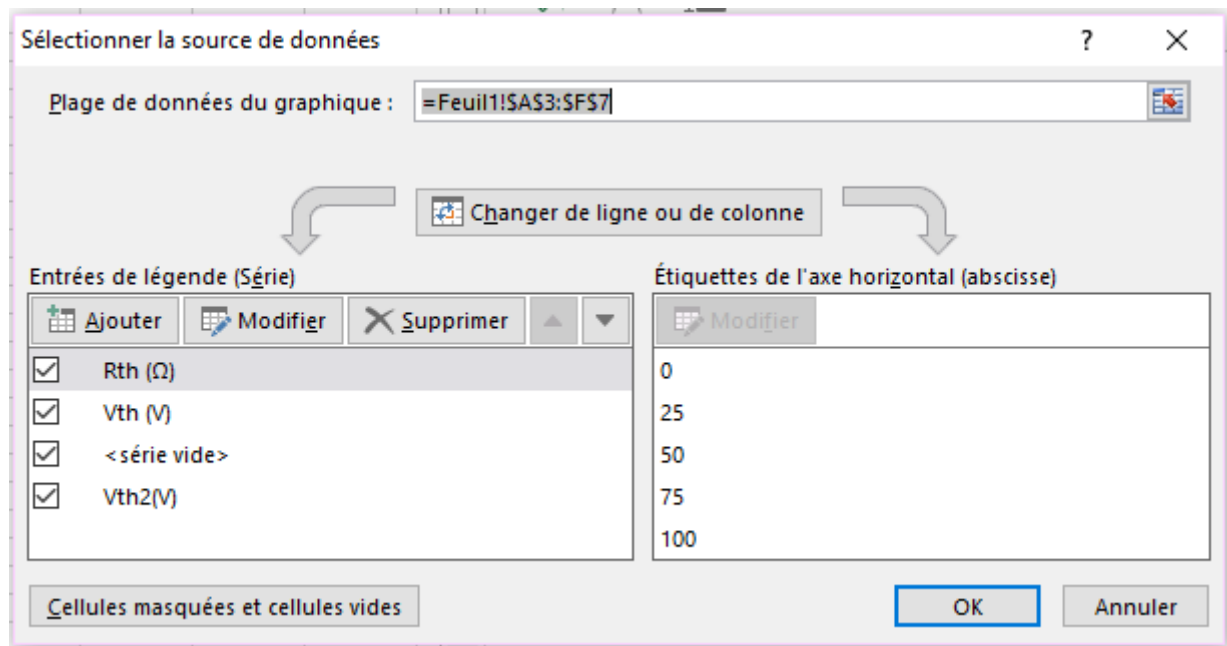 Sélectionner la source de données
?
Plage de données du graphique :
=Feuil1!$A$3:$F$7
Changer de ligne ou de colonne
Entrées de légende (Série)
Ajouter
Modifier
Supprimer
Rth (Ω)
Vth (V)
<série vide>
Vth2(V)
Étiquettes de l'axe horizontal (abscisse)
Modifier
0
25
50
75
100
Cellules masquées et cellules vides
OK
Annuler